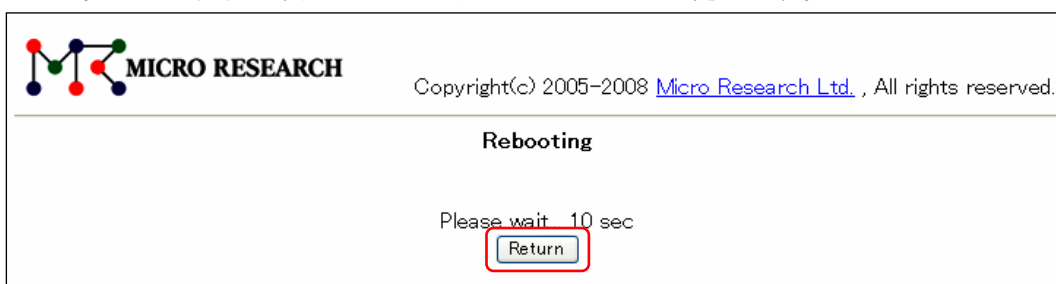 MICRO RESEARCH
Copyright(c) 2005-2008 Micro Research Ltd. , All rights reserved.
Rebooting
Please wait 10 sec
Return